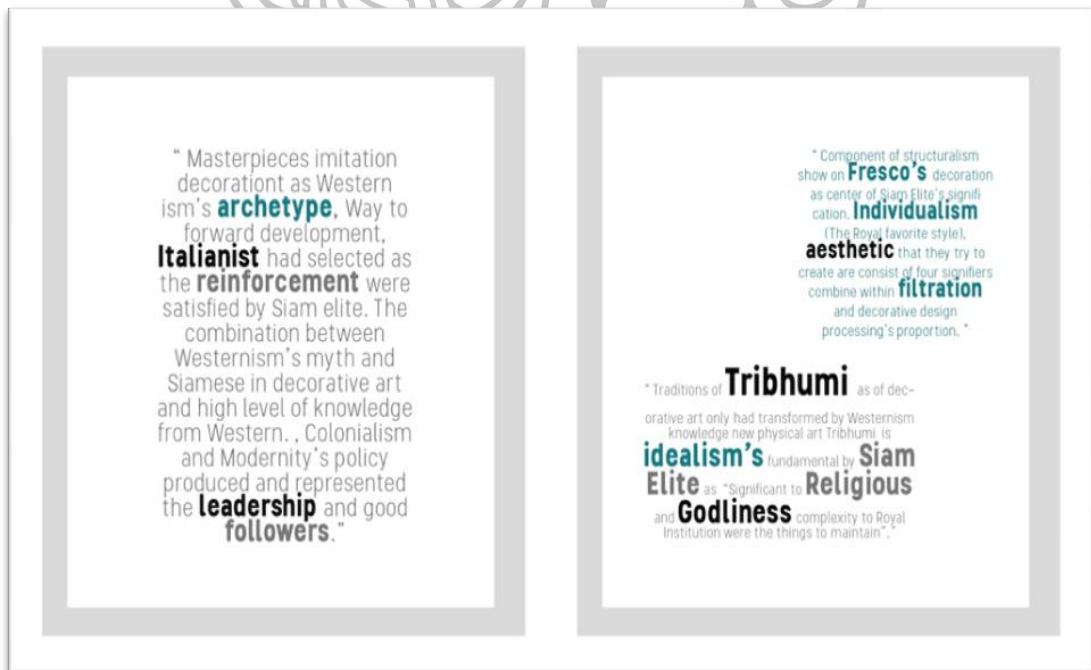 “ Masterpieces imitation
decorationt as Western
ism's archetype, Way to
forward development,
Italianist had selected as
the reinforcement were
satisfied by Siam elite. The
combination between
Westernism's myth and
Siamese in decorative art
and high level of knowledge
from Western. , Colonialism
and Modernity's policy
produced and represented
the leadership and good
followers.”
“ Component of structuralism
show on Fresco's decoration
as center of Siam Elite's signifi
cation. Individualism
(The Royal favorite style),
aesthetic that they try to
create are consist of four signifiers
combine within filtration
and decorative design
processing's proportion. ”
“ Traditions of Tribhumi as of dec-
orative art only had transformed by Westernism
knowledge new physical art Tribhumi is
idealism's fundamental by Siam
Elite as “Significant to Religious
and Godliness complexity to Royal
Institution were the things to maintain”.”